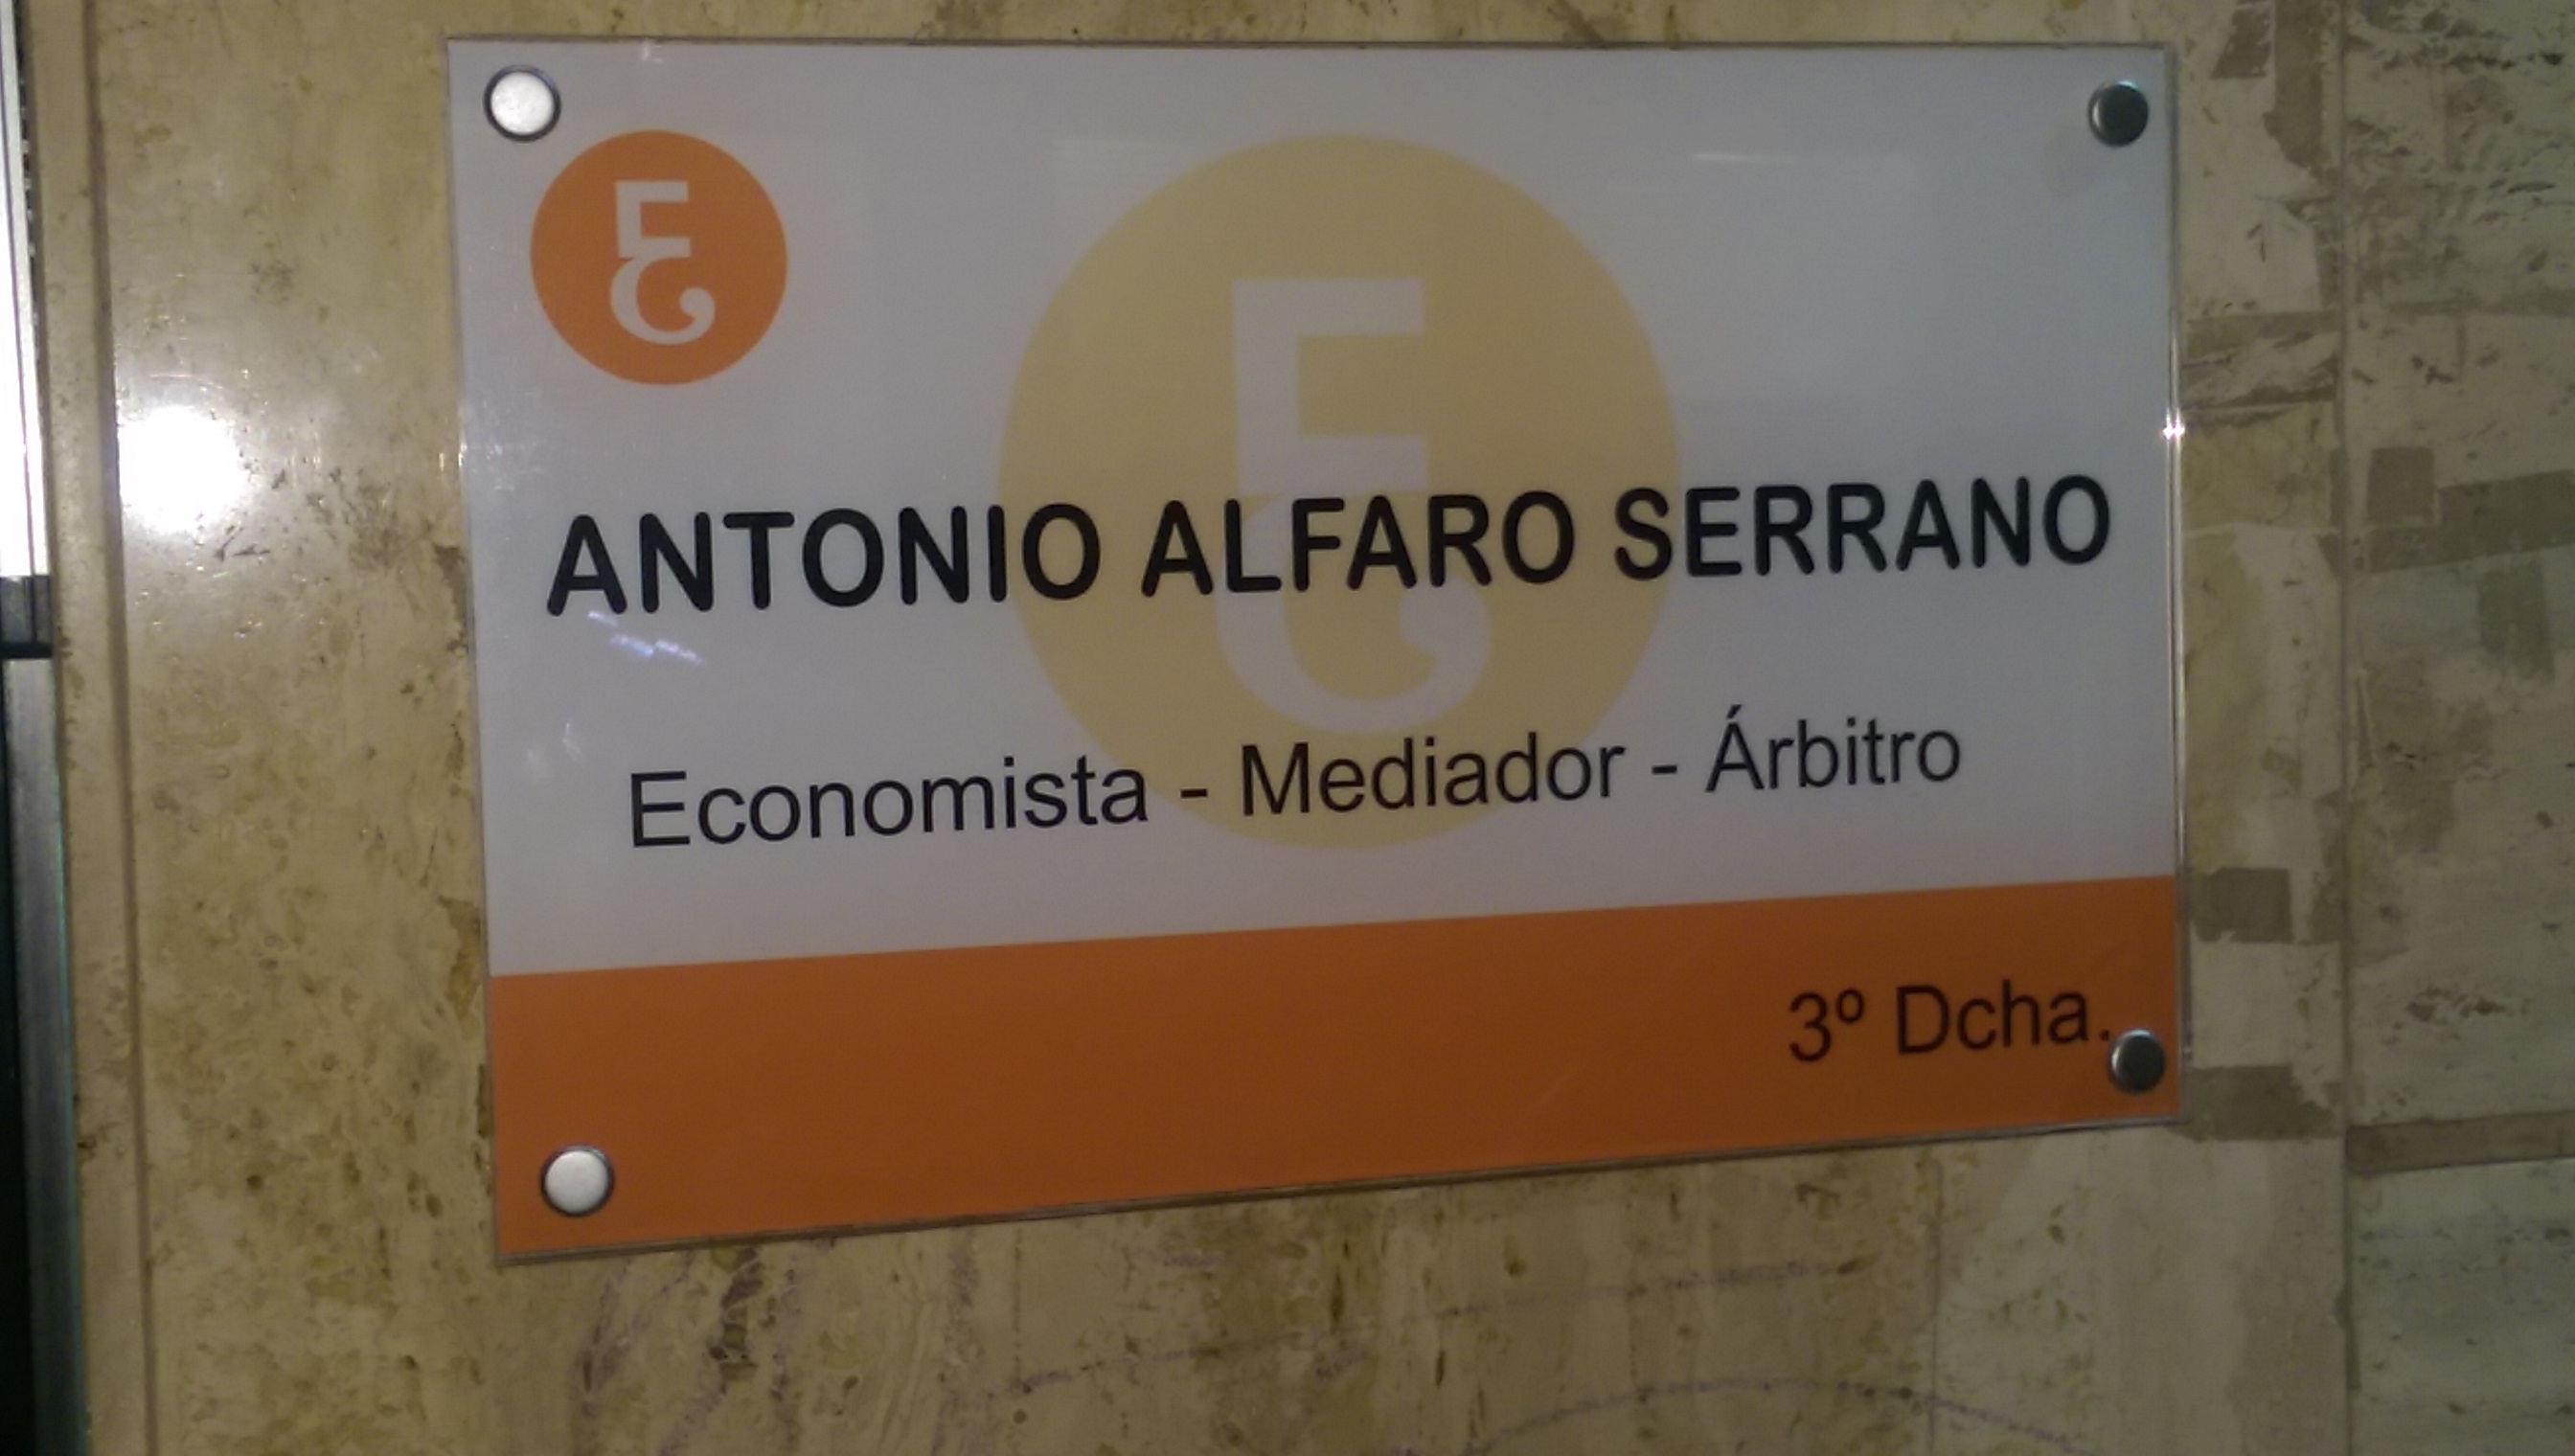 ANTONIO ALFARO SERRANO
Economista - Mediador - Árbitro
3º Dcha.